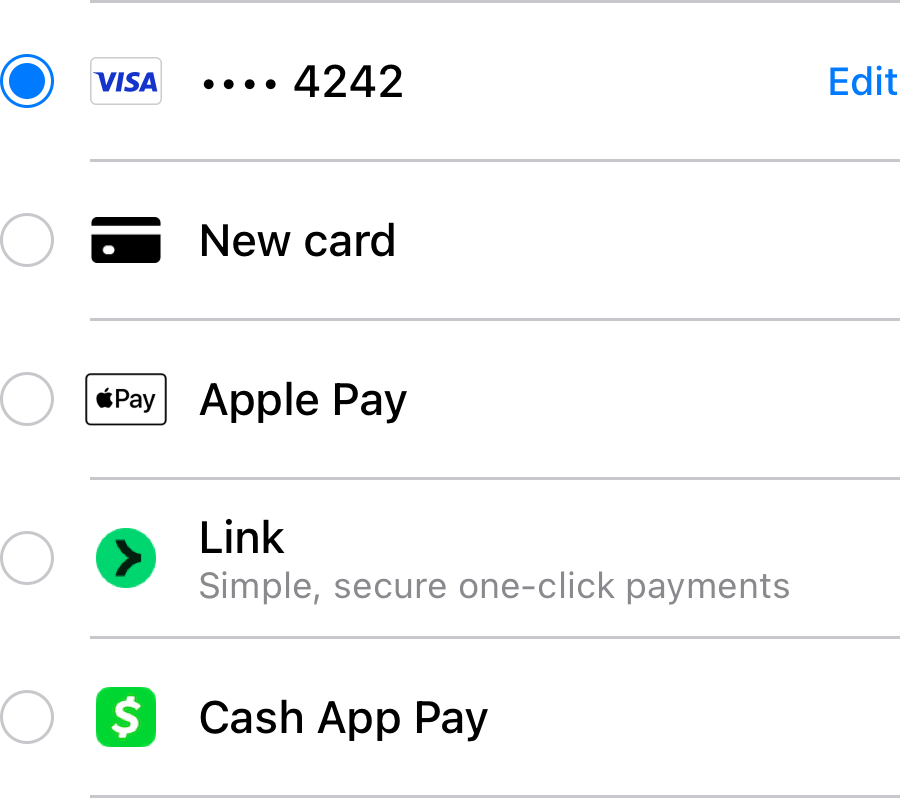 VISA •••• 4242 Edit
New card
Pay Apple Pay
Link
Simple, secure one-click payments
$ Cash App Pay